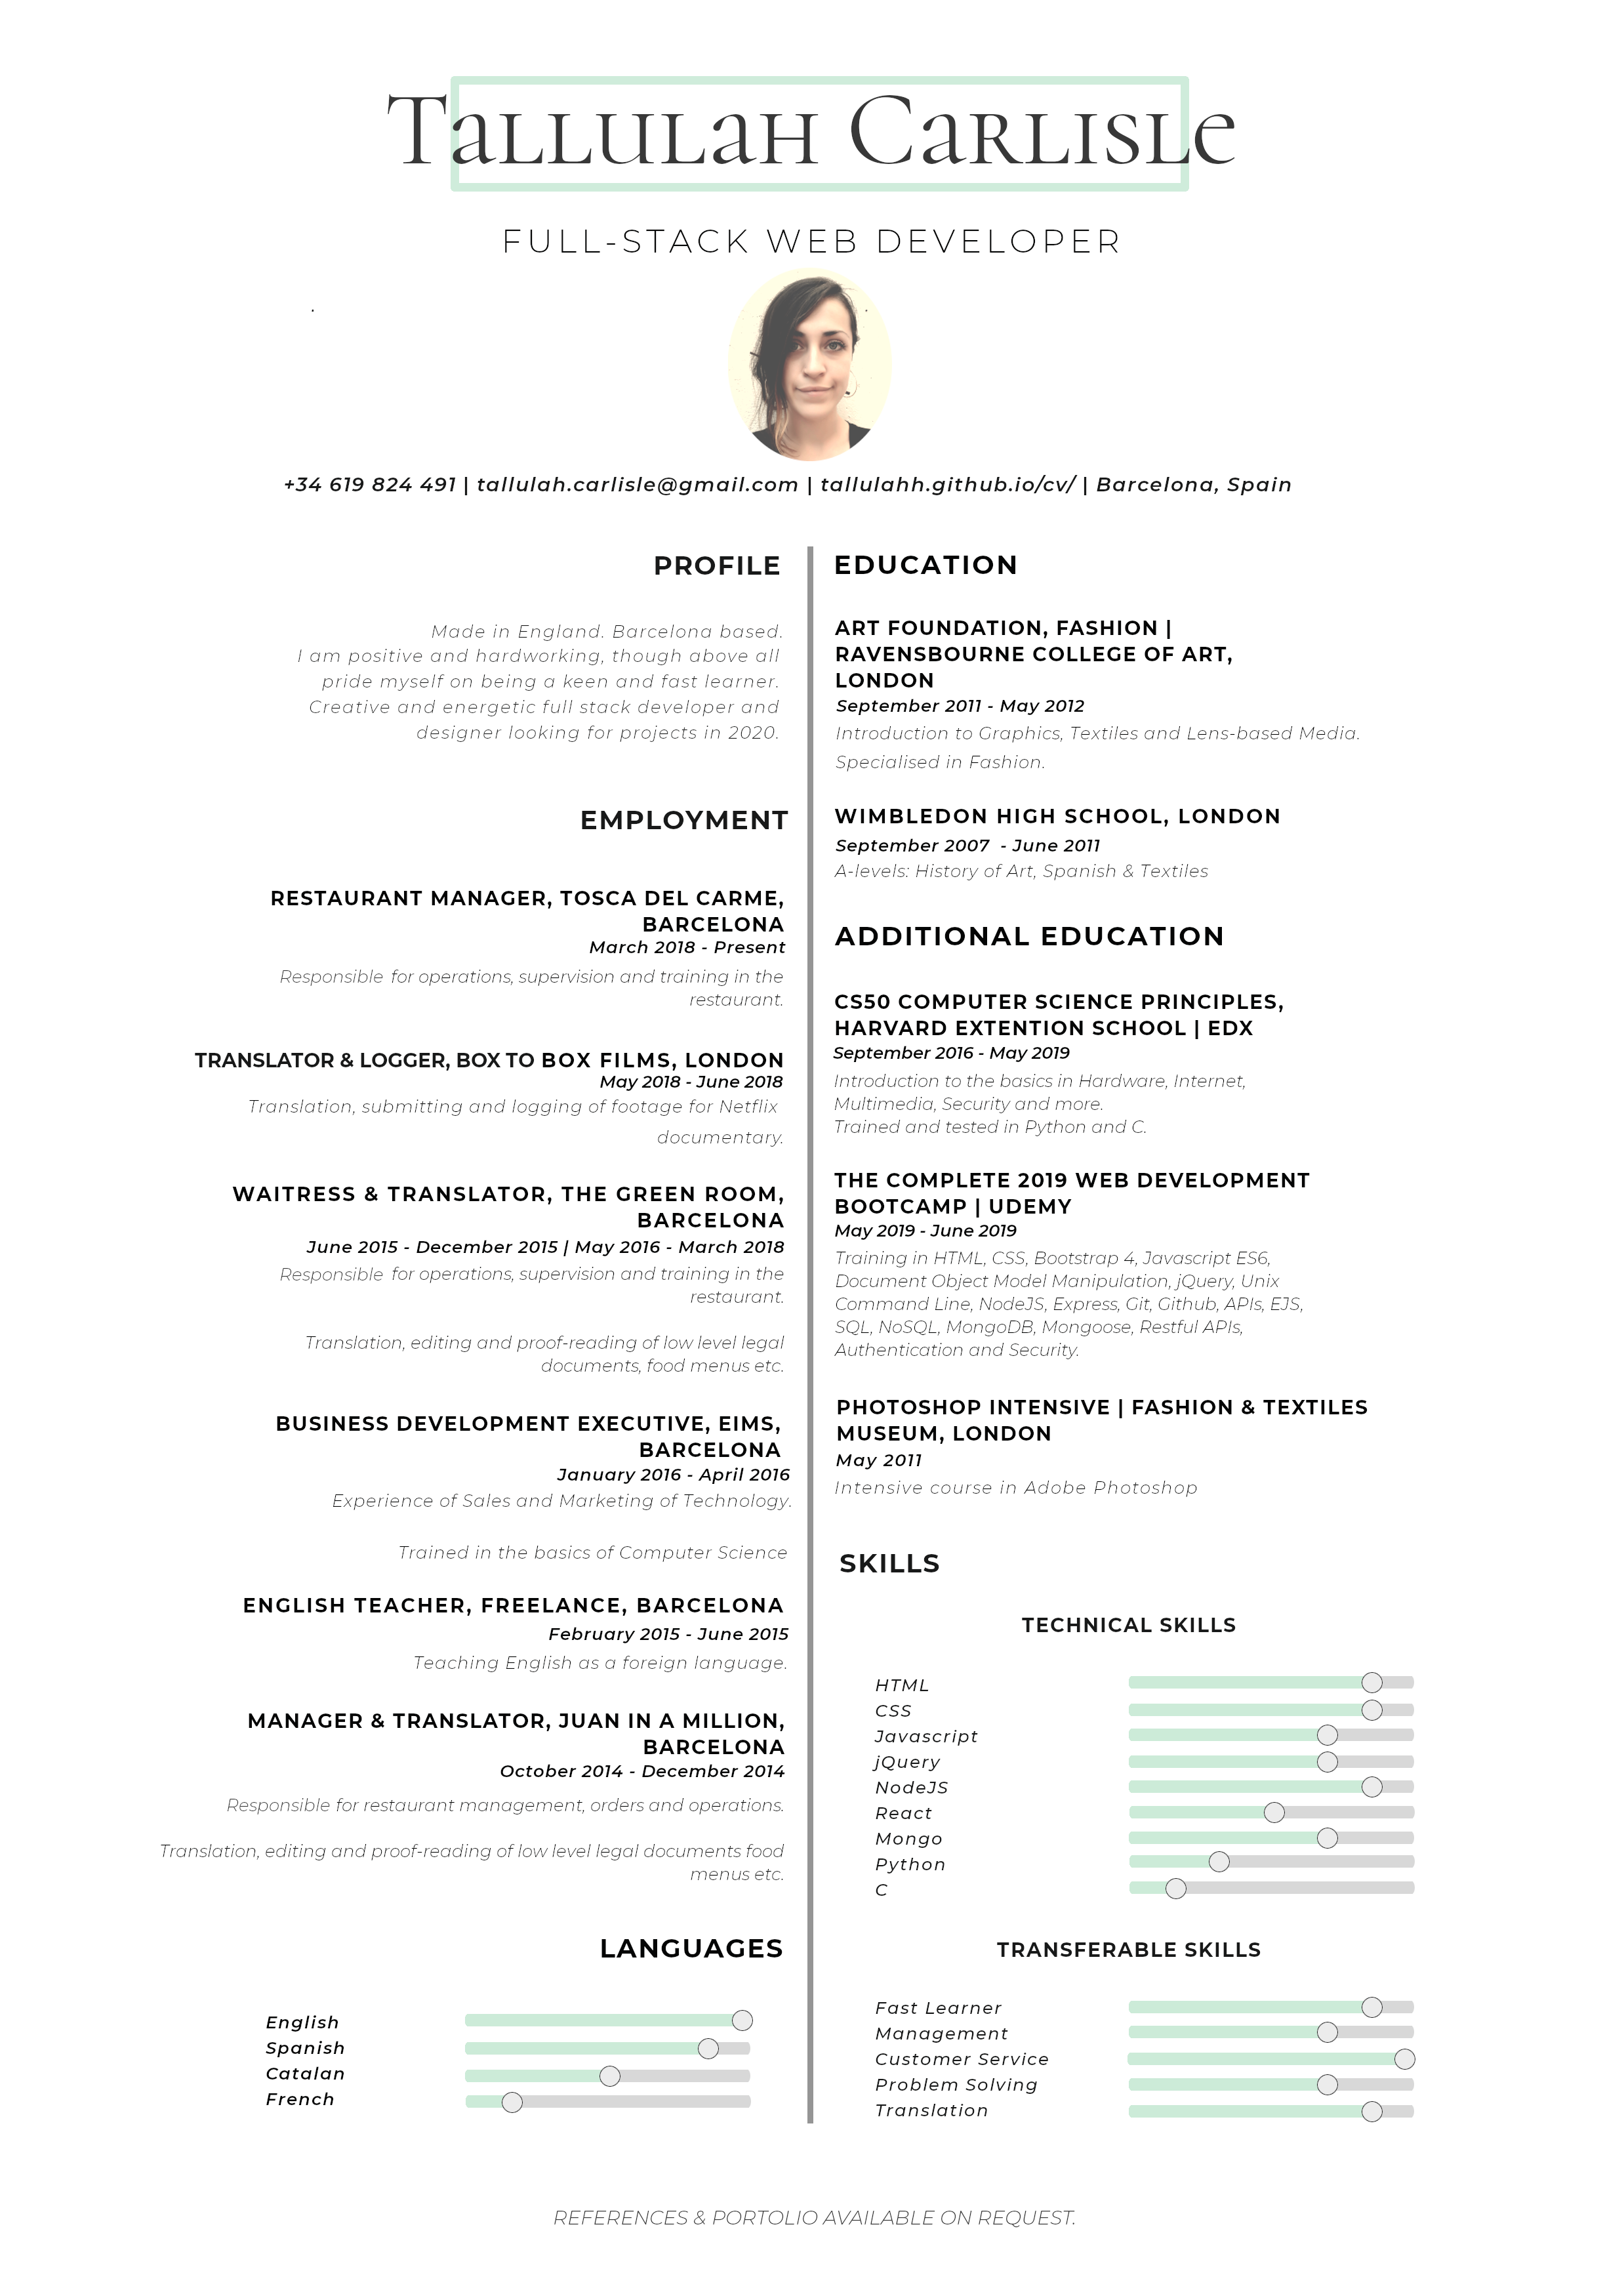 Tallulah Carlisle
FULL-STACK WEB DEVELOPER
+34 619 824 491 | tallulah.carlisle@gmail.com | tallulahh.github.io/cv/ | Barcelona, Spain
PROFILE
Made in England. Barcelona based.
I am positive and hardworking, though above all
pride myself on being a keen and fast learner.
Creative and energetic full stack developer and
designer looking for projects in 2020.
EMPLOYMENT
RESTAURANT MANAGER, TOSCA DEL CARME,
BARCELONA
March 2018 - Present
Responsible for operations, supervision and training in the
restaurant.
TRANSLATOR & LOGGER, BOX TO BOX FILMS, LONDON
May 2018 - June 2018
Translation, submitting and logging of footage for Netflix
documentary.
WAITRESS & TRANSLATOR, THE GREEN ROOM,
BARCELONA
June 2015 - December 2015 | May 2016 - March 2018
Responsible for operations, supervision and training in the
restaurant.
Translation, editing and proof-reading of low level legal
documents, food menus etc.
BUSINESS DEVELOPMENT EXECUTIVE, EIMS,
BARCELONA
January 2016 - April 2016
Experience of Sales and Marketing of Technology.
Trained in the basics of Computer Science
ENGLISH TEACHER, FREELANCE, BARCELONA
February 2015 - June 2015
Teaching English as a foreign language.
MANAGER & TRANSLATOR, JUAN IN A MILLION,
BARCELONA
October 2014 - December 2014
Responsible for restaurant management, orders and operations.
Translation, editing and proof-reading of low level legal documents food
menus etc.
LANGUAGES
English
Spanish
Catalan
French
EDUCATION
ART FOUNDATION, FASHION |
RAVENSBOURNE COLLEGE OF ART,
LONDON
September 2011 - May 2012
Introduction to Graphics, Textiles and Lens-based Media.
Specialised in Fashion.
WIMBLEDON HIGH SCHOOL, LONDON
September 2007 - June 2011
A-levels: History of Art, Spanish & Textiles
ADDITIONAL EDUCATION
CS50 COMPUTER SCIENCE PRINCIPLES,
HARVARD EXTENTION SCHOOL | EDX
September 2016 - May 2019
Introduction to the basics in Hardware, Internet,
Multimedia, Security and more.
Trained and tested in Python and C.
THE COMPLETE 2019 WEB DEVELOPMENT
BOOTCAMP | UDEMY
May 2019 - June 2019
Training in HTML, CSS, Bootstrap 4, Javascript ES6,
Document Object Model Manipulation, jQuery, Unix
Command Line, NodeJS, Express, Git, Github, APIs, EJS,
SQL, NoSQL, MongoDB, Mongoose, Restful APIs,
Authentication and Security.
PHOTOSHOP INTENSIVE | FASHION & TEXTILES
MUSEUM, LONDON
May 2011
Intensive course in Adobe Photoshop
SKILLS
TECHNICAL SKILLS
HTML
CSS
Javascript
jQuery
NodeJS
React
Mongo
Python
C
TRANSFERABLE SKILLS
Fast Learner
Management
Customer Service
Problem Solving
Translation
REFERENCES & PORTOLIO AVAILABLE ON REQUEST.